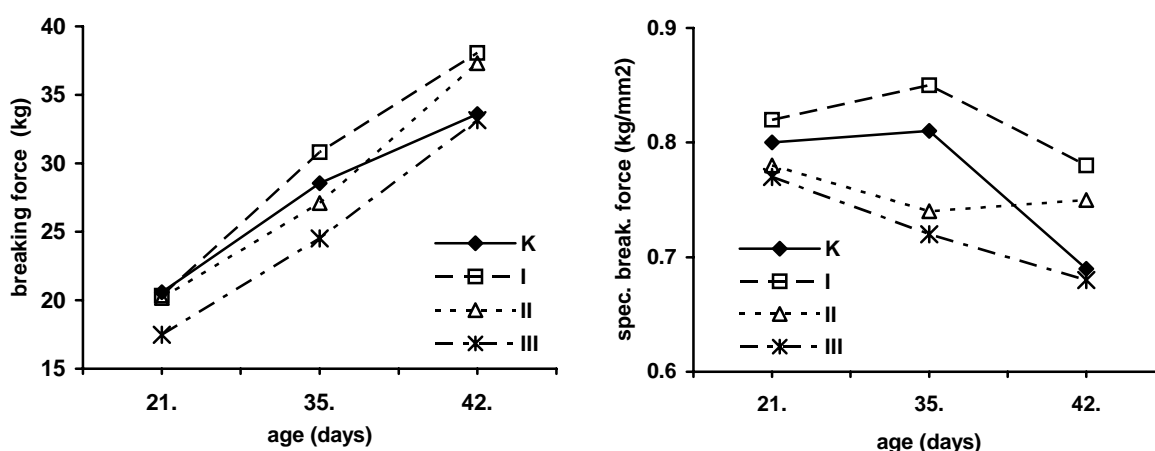 breaking force (kg)
40
35
30
25
20
15
K
I
II
III
21.
35.
42.
age (days)
spec. break. force (kg/mm2)
0.9
0.8
0.7
0.6
K
I
II
III
21.
35.
42.
age (days)